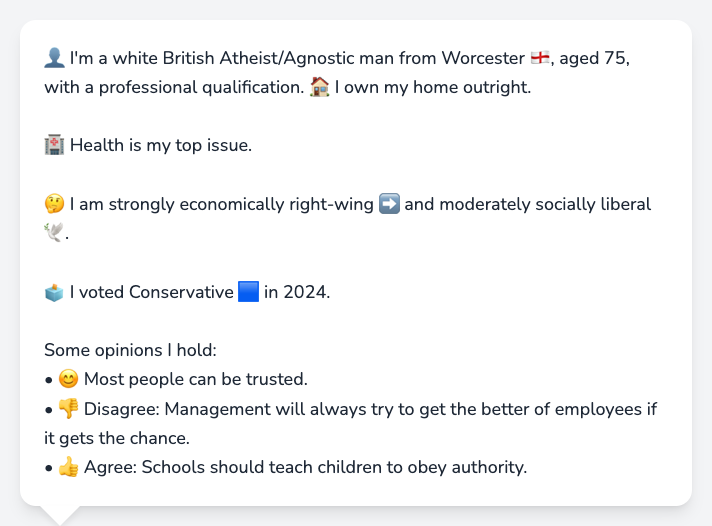 👤 I'm a white British Atheist/Agnostic man from Worcester 🏴󠁧󠁢󠁥󠁮󠁧󠁿, aged 75,
with a professional qualification. 🏠 I own my home outright.
🏥 Health is my top issue.
🤔 I am strongly economically right-wing ➡️ and moderately socially liberal
🕊️.
🗳️ I voted Conservative 🟦 in 2024.
Some opinions I hold:
• 😊 Most people can be trusted.
• 👎 Disagree: Management will always try to get the better of employees if
it gets the chance.
• 👍 Agree: Schools should teach children to obey authority.